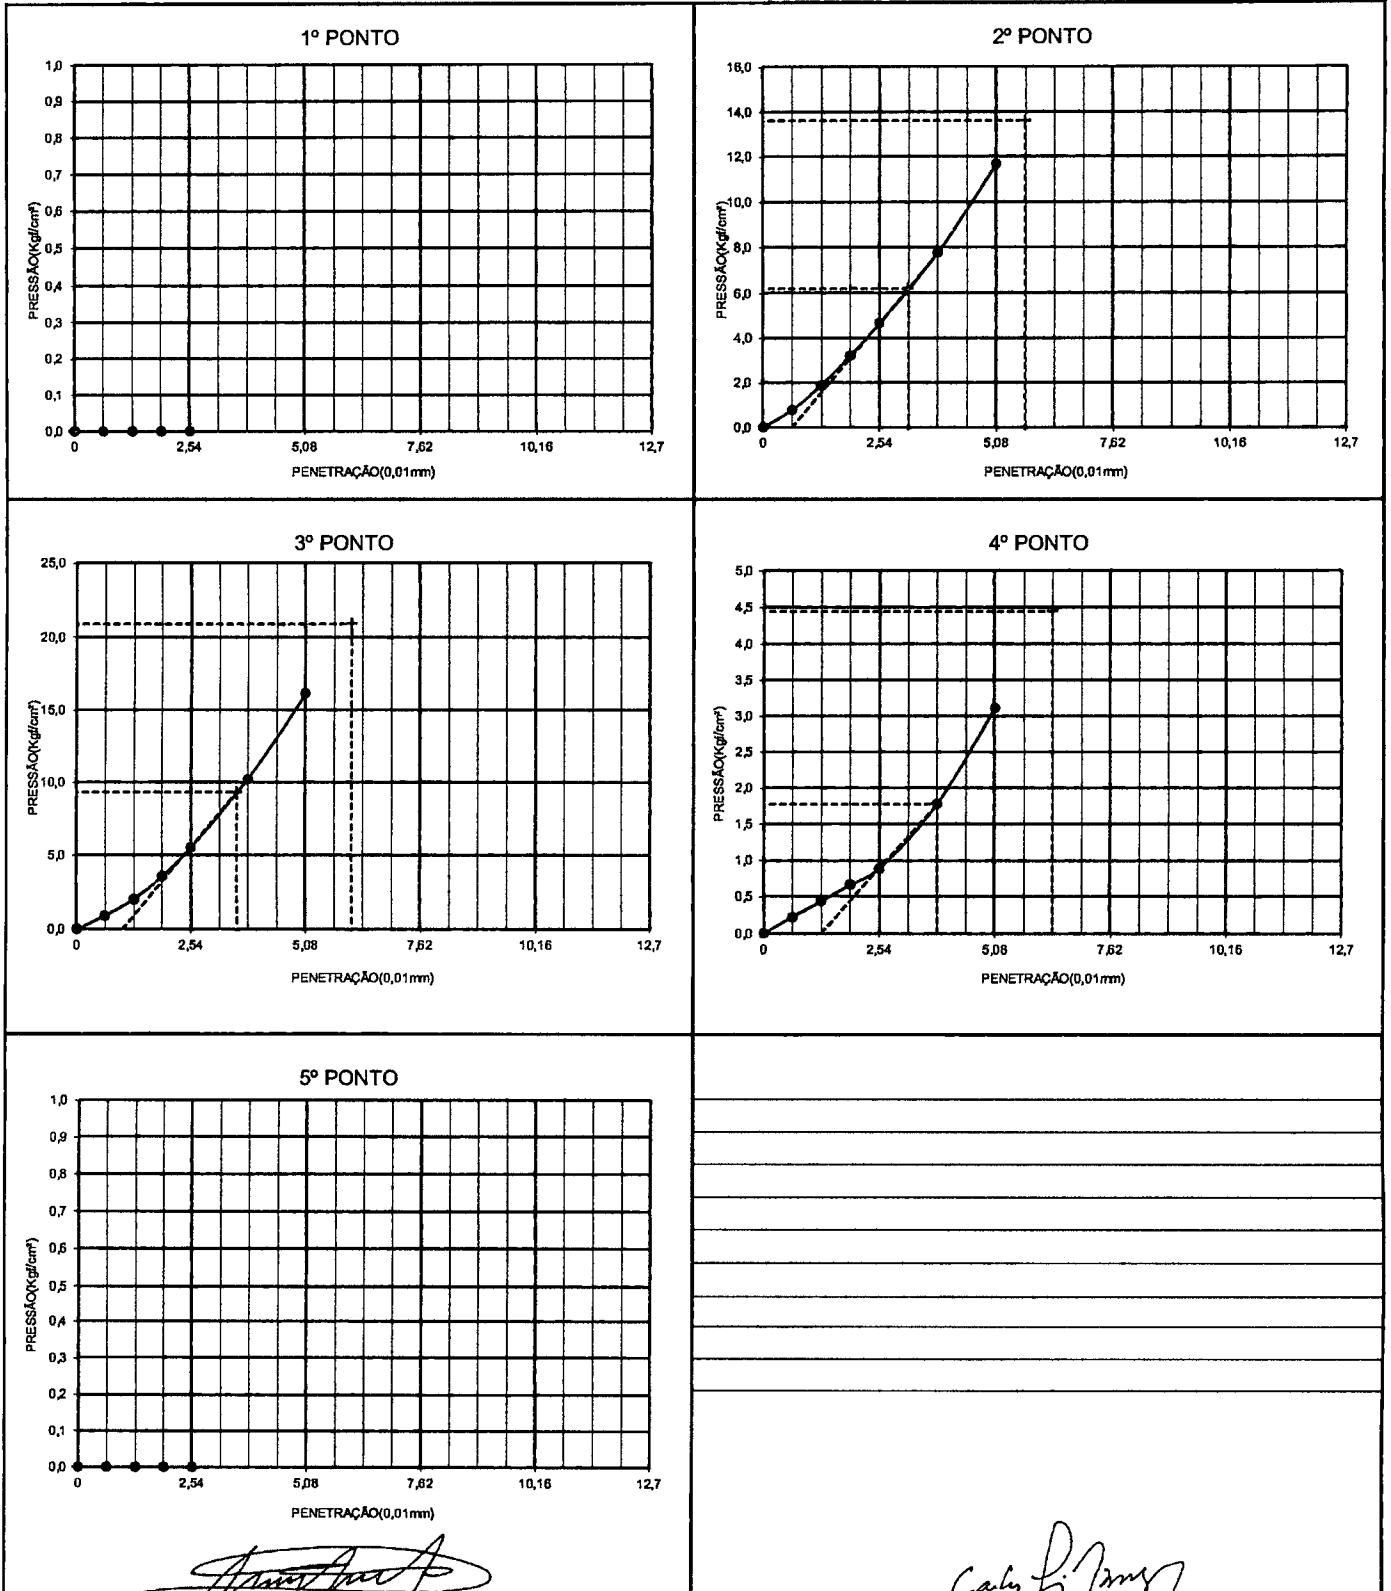 1º PONTO
1,0
0,9
0,8
0,7
0,6
0,5
0,4
0,3
0,2
0,1
0,0
PRESSÃO(Kgf/cm²)
0 2,54 5,08 7,62 10,16 12,7
PENETRAÇÃO(0,01mm)
2º PONTO
16,0
14,0
12,0
10,0
8,0
6,0
4,0
2,0
0,0
PRESSÃO(Kgf/cm²)
0 2,54 5,08 7,62 10,16 12,7
PENETRAÇÃO(0,01mm)
3º PONTO
25,0
20,0
15,0
10,0
5,0
0,0
PRESSÃO(Kgf/cm²)
0 2,54 5,08 7,62 10,16 12,7
PENETRAÇÃO(0,01mm)
4º PONTO
5,0
4,5
4,0
3,5
3,0
2,5
2,0
1,5
1,0
0,5
0,0
PRESSÃO(Kgf/cm²)
0 2,54 5,08 7,62 10,16 12,7
PENETRAÇÃO(0,01mm)
5º PONTO
1,0
0,9
0,8
0,7
0,6
0,5
0,4
0,3
0,2
0,1
0,0
PRESSÃO(Kgf/cm²)
0 2,54 5,08 7,62 10,16 12,7
PENETRAÇÃO(0,01mm)